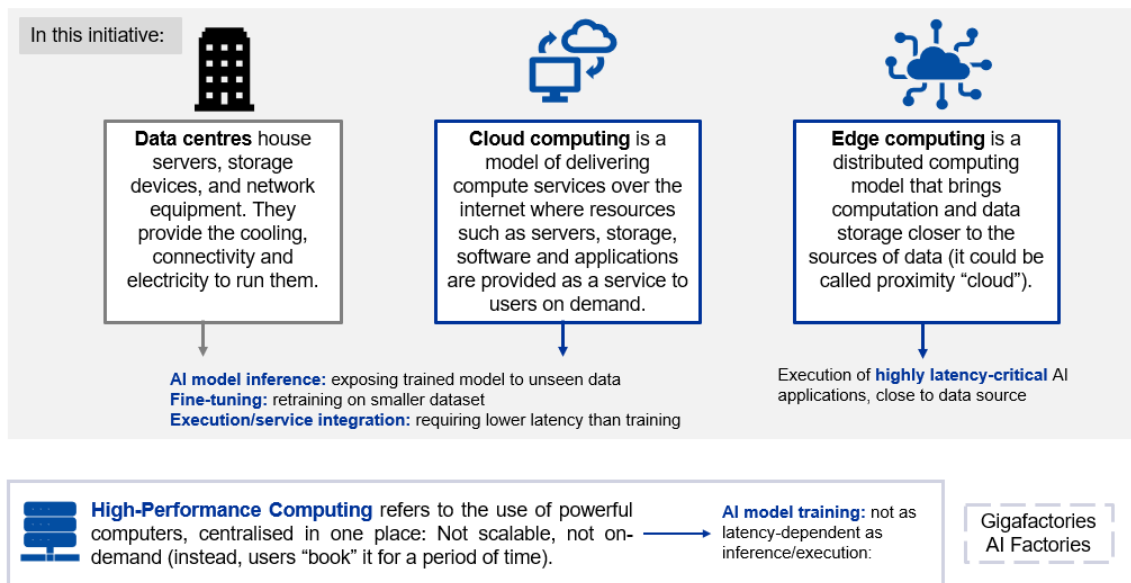 In this initiative:
Data centres house
servers, storage
devices, and network
equipment. They
provide the cooling,
connectivity and
electricity to run them.
Cloud computing is a
model of delivering
compute services over the
internet where resources
such as servers, storage,
software and applications
are provided as a service to
users on demand.
Edge computing is a
distributed computing
model that brings
computation and data
storage closer to the
sources of data (it could be
called proximity “cloud”).
AI model inference: exposing trained model to unseen data
Fine-tuning: retraining on smaller dataset
Execution/service integration: requiring lower latency than training
Execution of highly latency-critical AI
applications, close to data source
High-Performance Computing refers to the use of powerful
computers, centralised in one place: Not scalable, not on-
demand (instead, users “book” it for a period of time).
AI model training: not as
latency-dependent as
inference/execution:
Gigafactories
AI Factories